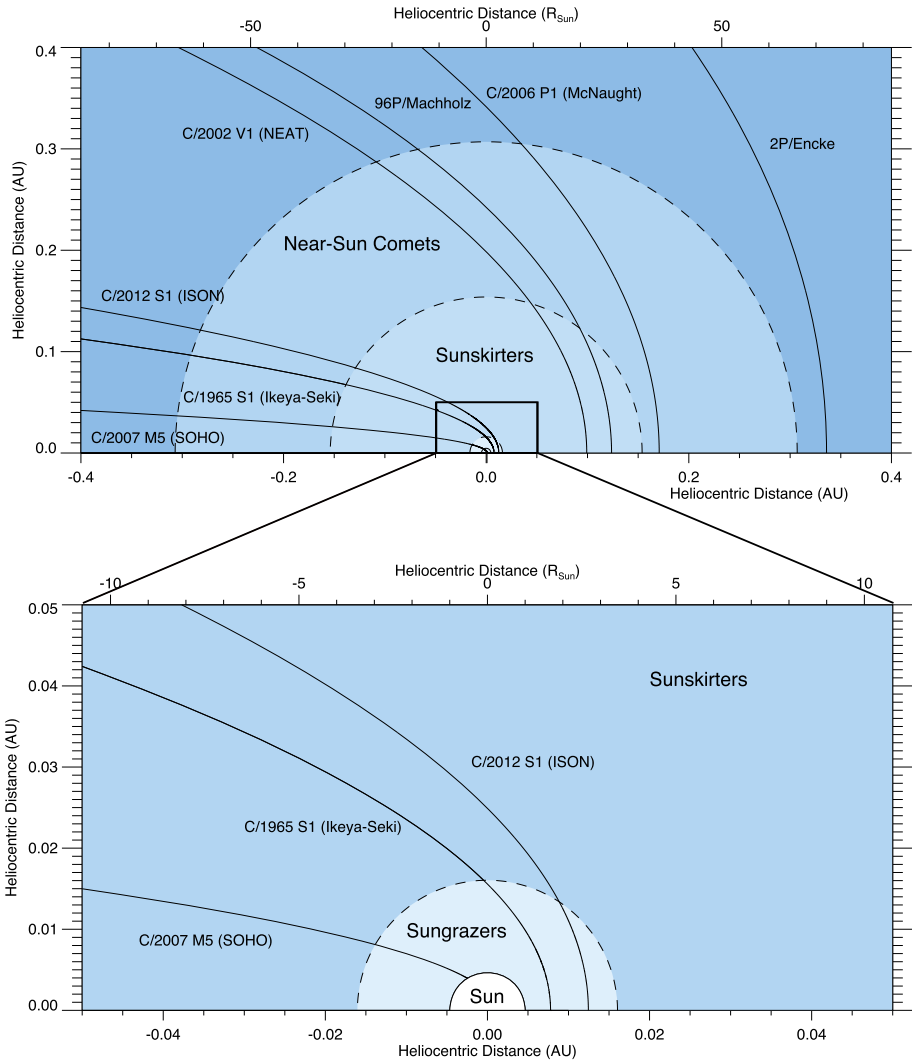 Heliocentric Distance (RSun)
-50 0 50
0.4
C/2006 P1 (McNaught)
96P/Machholz
C/2002 V1 (NEAT)
2P/Encke
0.3
Near-Sun Comets
0.2
C/2012 S1 (ISON)
Sunskirters
0.1
C/1965 S1 (Ikeya-Seki)
C/2007 M5 (SOHO)
0.0
Heliocentric Distance (AU)
-0.4 -0.2 0.0 0.2 0.4
Heliocentric Distance (AU)
Heliocentric Distance (RSun)
-10 -5 0 5 10
0.05
Sunskirters
0.04
C/2012 S1 (ISON)
0.03
C/1965 S1 (Ikeya-Seki)
0.02
Sungrazers
C/2007 M5 (SOHO)
0.01
Sun
0.00
Heliocentric Distance (AU)
-0.04 -0.02 0.00 0.02 0.04
Heliocentric Distance (AU)